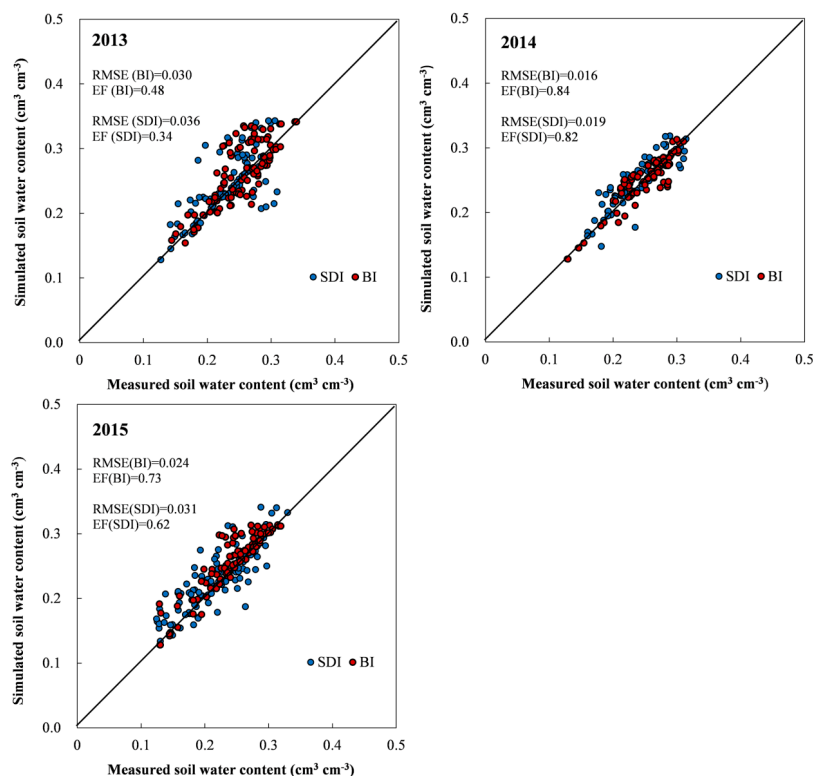 2013
RMSE (BI)=0.030
EF (BI)=0.48
RMSE (SDI)=0.036
EF (SDI)=0.34
Simulated soil water content (cm³ cm⁻³)
0.5
0.4
0.3
0.2
0.1
0.0
SDI BI
0 0.1 0.2 0.3 0.4 0.5
Measured soil water content (cm³ cm⁻³)
2014
RMSE(BI)=0.016
EF(BI)=0.84
RMSE(SDI)=0.019
EF(SDI)=0.82
Simulated soil water content (cm³ cm⁻³)
0.5
0.4
0.3
0.2
0.1
0.0
SDI BI
0 0.1 0.2 0.3 0.4 0.5
Measured soil water content (cm³ cm⁻³)
2015
RMSE(BI)=0.024
EF(BI)=0.73
RMSE(SDI)=0.031
EF(SDI)=0.62
Simulated soil water content (cm³ cm⁻³)
0.5
0.4
0.3
0.2
0.1
0.0
SDI BI
0 0.1 0.2 0.3 0.4 0.5
Measured soil water content (cm³ cm⁻³)